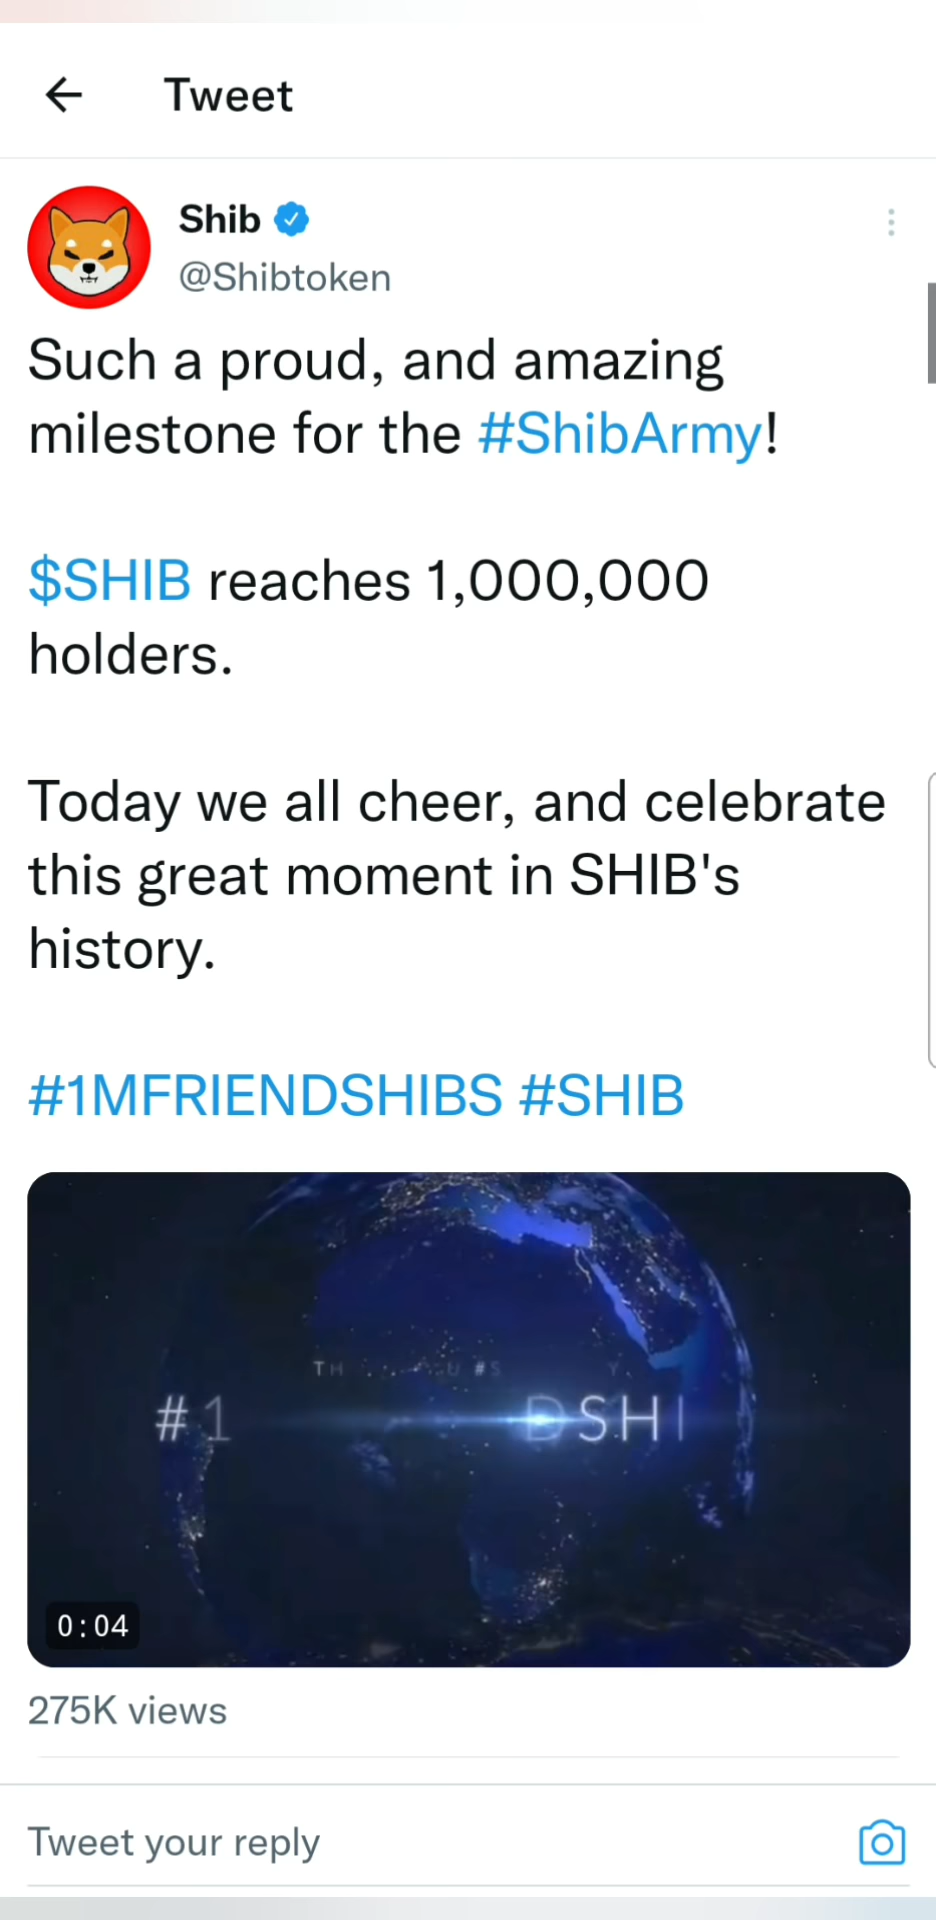 Tweet
Shib
@Shibtoken
Such a proud, and amazing
milestone for the #ShibArmy!
$SHIB reaches 1,000,000
holders.
Today we all cheer, and celebrate
this great moment in SHIB's
history.
#1MFRIENDSHIBS #SHIB
#1 DSHI
0:04
275K views
Tweet your reply